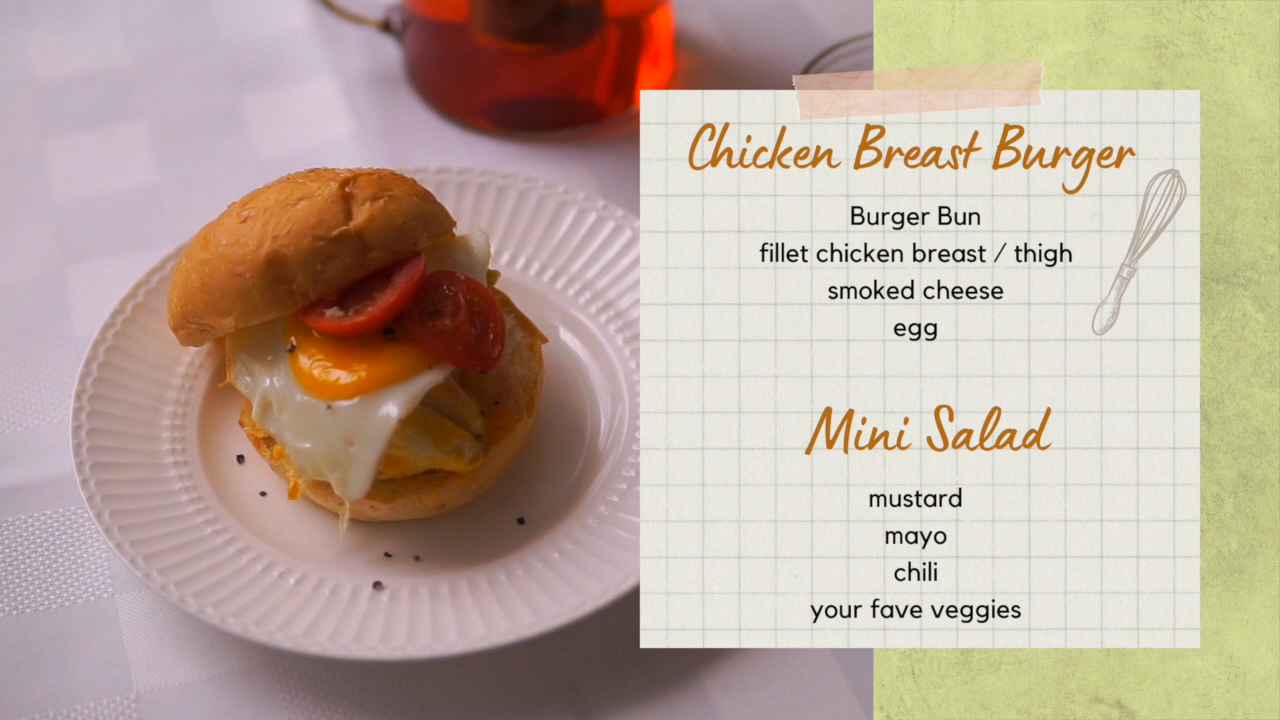 Chicken Breast Burger
Burger Bun
fillet chicken breast / thigh
smoked cheese
egg
Mini Salad
mustard
mayo
chili
your fave veggies